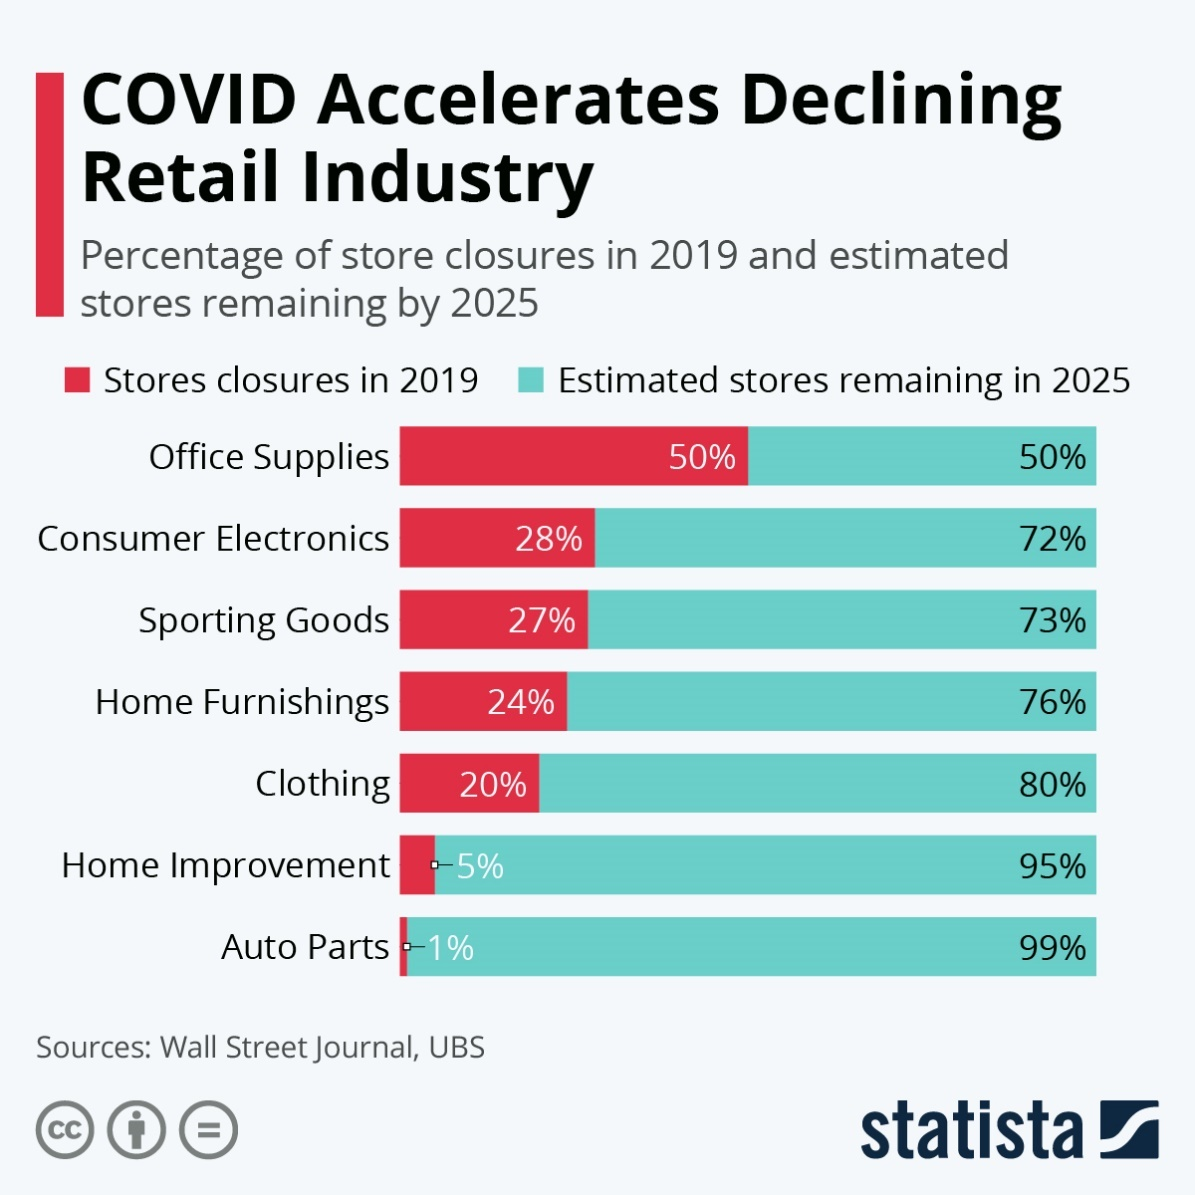 COVID Accelerates Declining
Retail Industry
Percentage of store closures in 2019 and estimated
stores remaining by 2025
Stores closures in 2019 Estimated stores remaining in 2025
Office Supplies 50% 50%
Consumer Electronics 28% 72%
Sporting Goods 27% 73%
Home Furnishings 24% 76%
Clothing 20% 80%
Home Improvement 5% 95%
Auto Parts 1% 99%
Sources: Wall Street Journal, UBS
cc =
statista